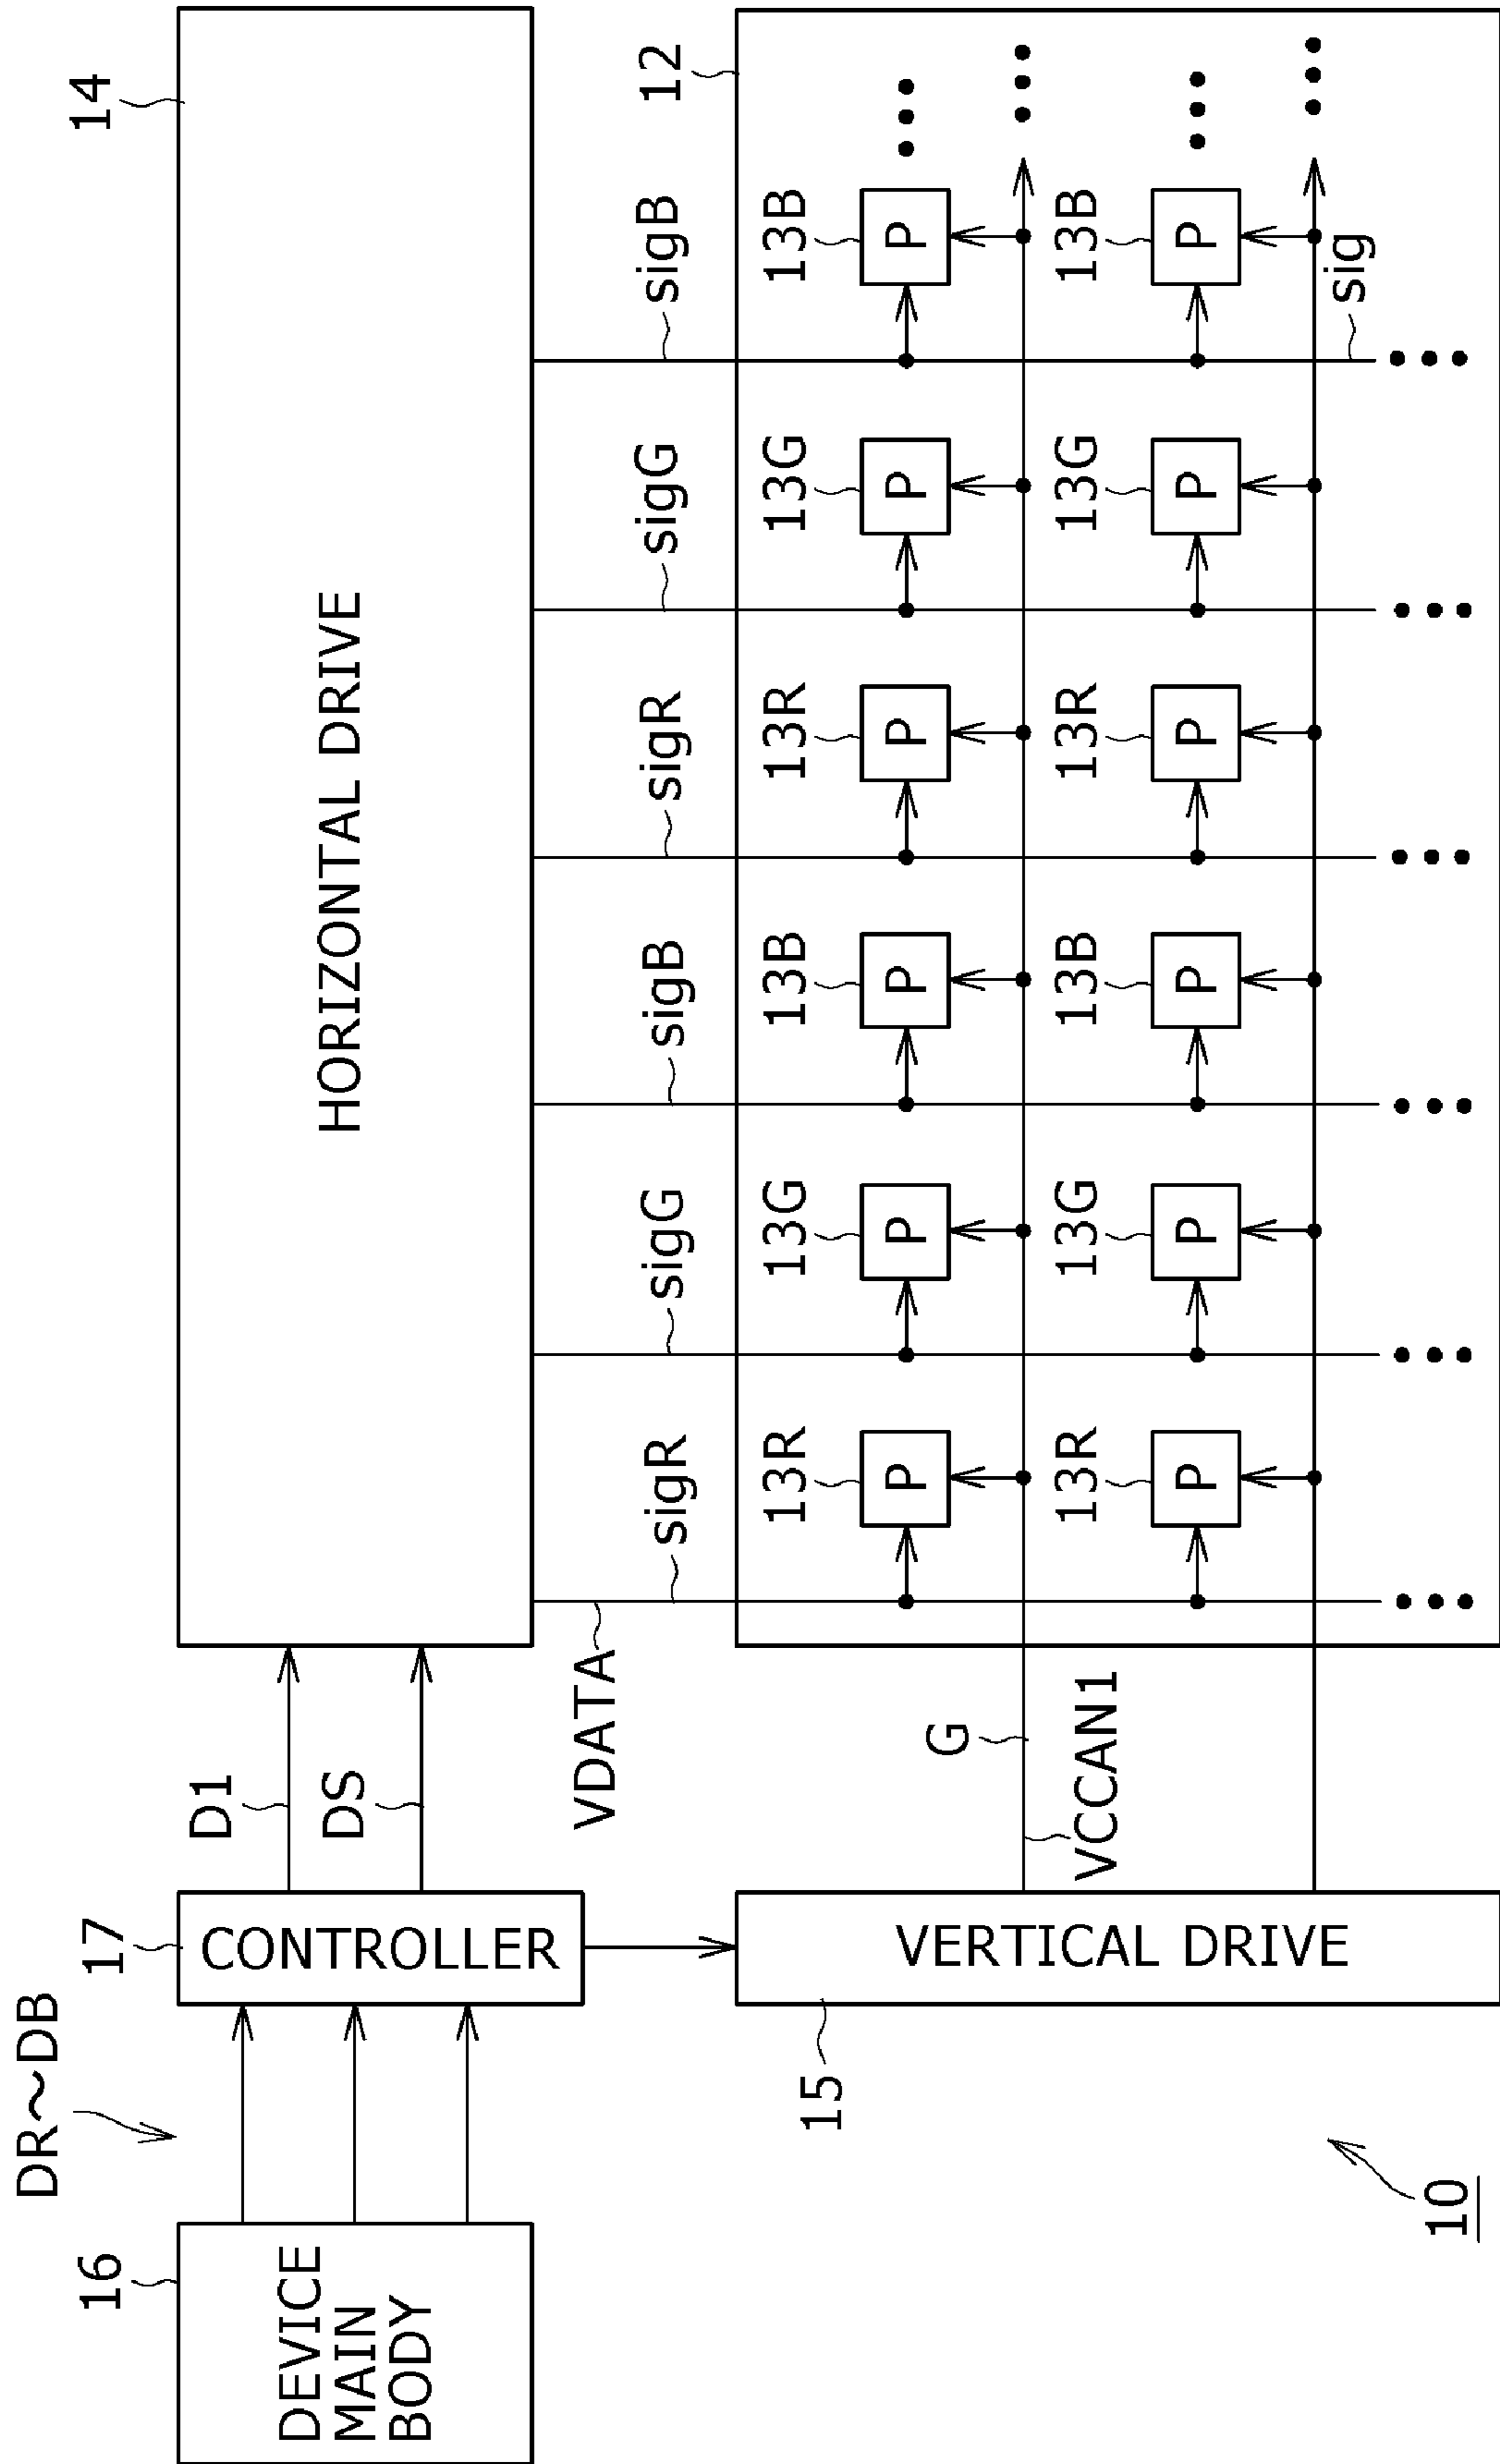 DR~DB
16
DEVICE
MAIN
BODY
17
CONTROLLER
D1
DS
14
HORIZONTAL DRIVE
VDATA
sigR
sigG
sigB
sigR
sigG
sigB
12
15
VERTICAL DRIVE
G
VCCAN1
13R
13G
13B
13R
13G
13B
P
P
P
P
P
P
13R
13G
13B
13R
13G
13B
P
P
P
P
P
P
sig
10